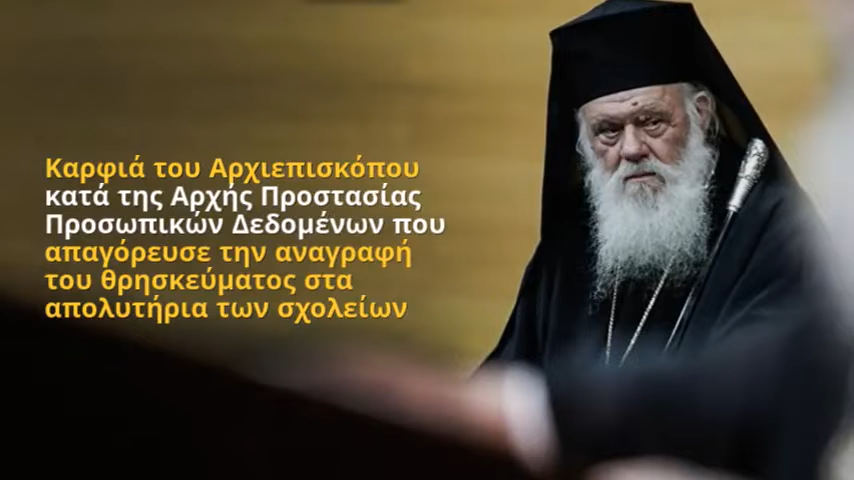 Καρφιά του Αρχιεπισκόπου
κατά της Αρχής Προστασίας
Προσωπικών Δεδομένων που
απαγόρευσε την αναγραφή
του θρησκεύματος στα
απολυτήρια των σχολείων